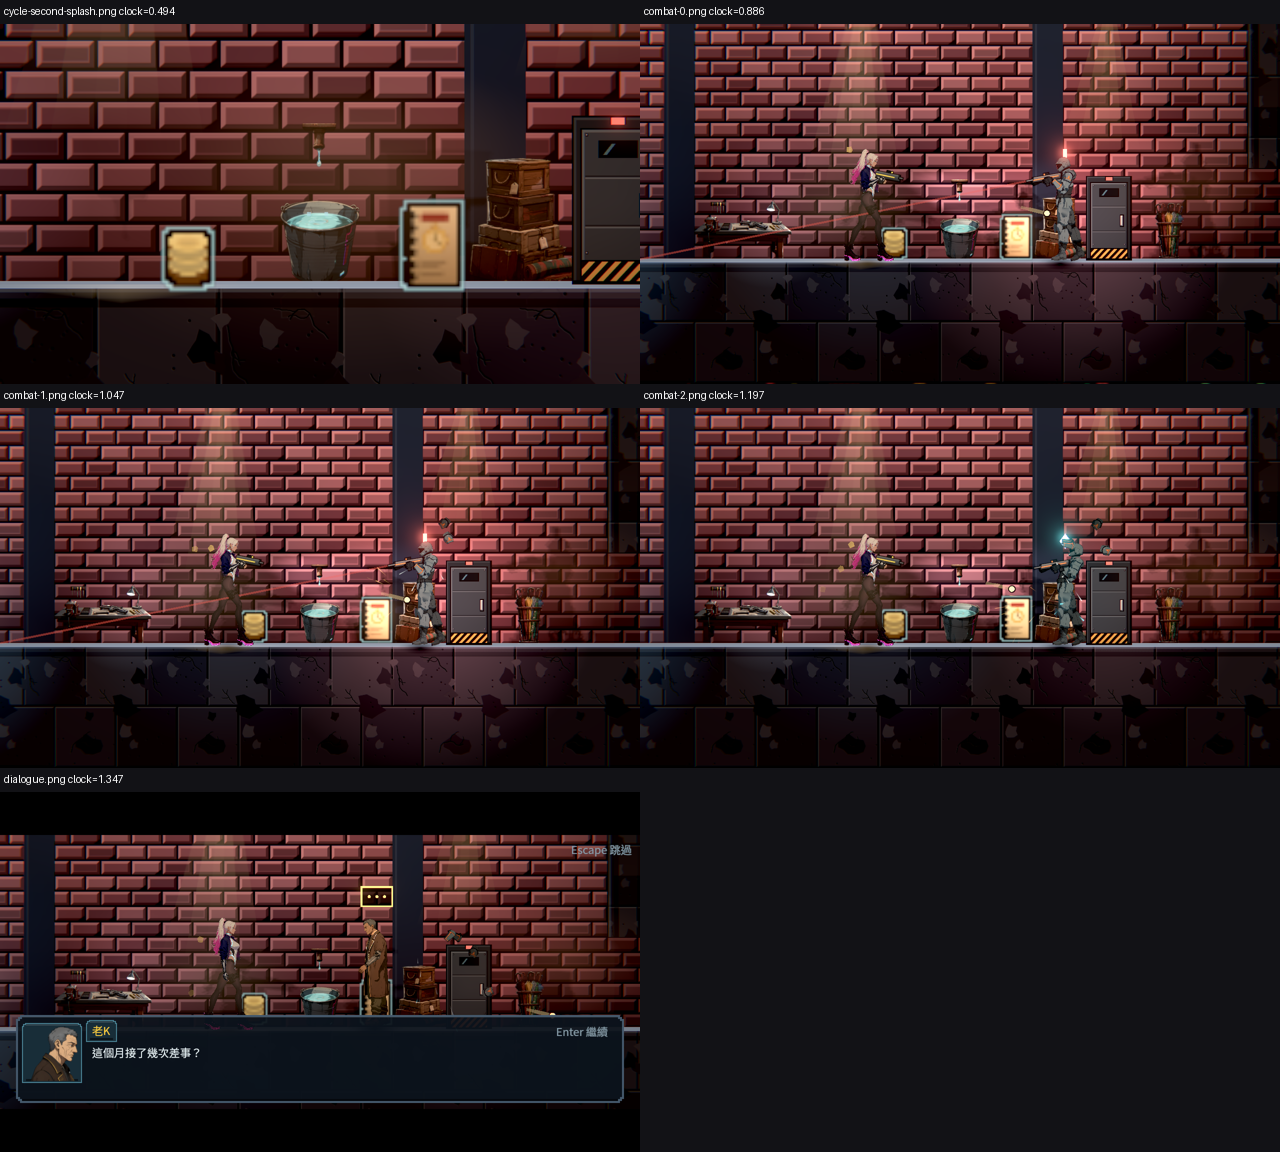 cycle-second-splash.png clock=0.494
combat-0.png clock=0.886
combat-1.png clock=1.047
combat-2.png clock=1.197
dialogue.png clock=1.347
Escape 跳過
老K
Enter 繼續
這個月接了幾次差事？